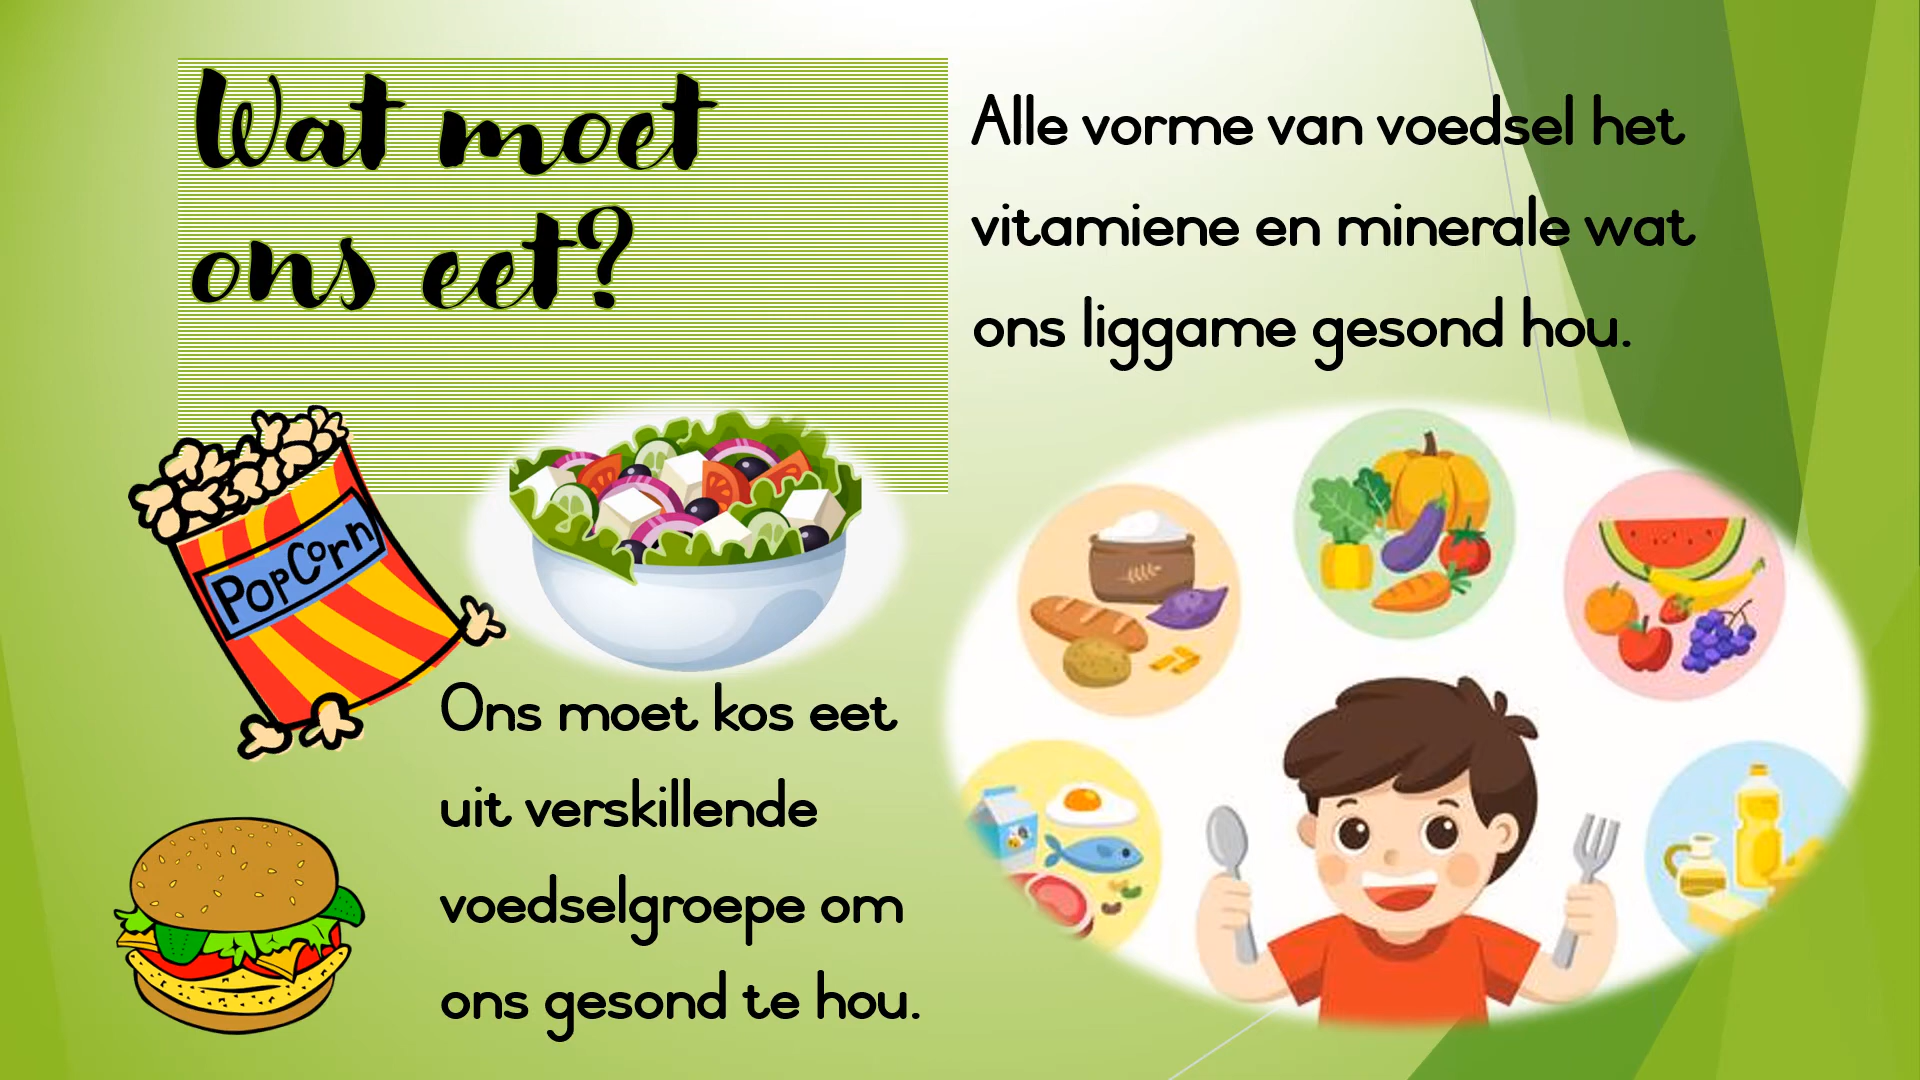 Wat moet
ons eet?
Alle vorme van voedsel het
vitamiene en minerale wat
ons liggame gesond hou.
PopCorn
Ons moet kos eet
uit verskillende
voedselgroepe om
ons gesond te hou.